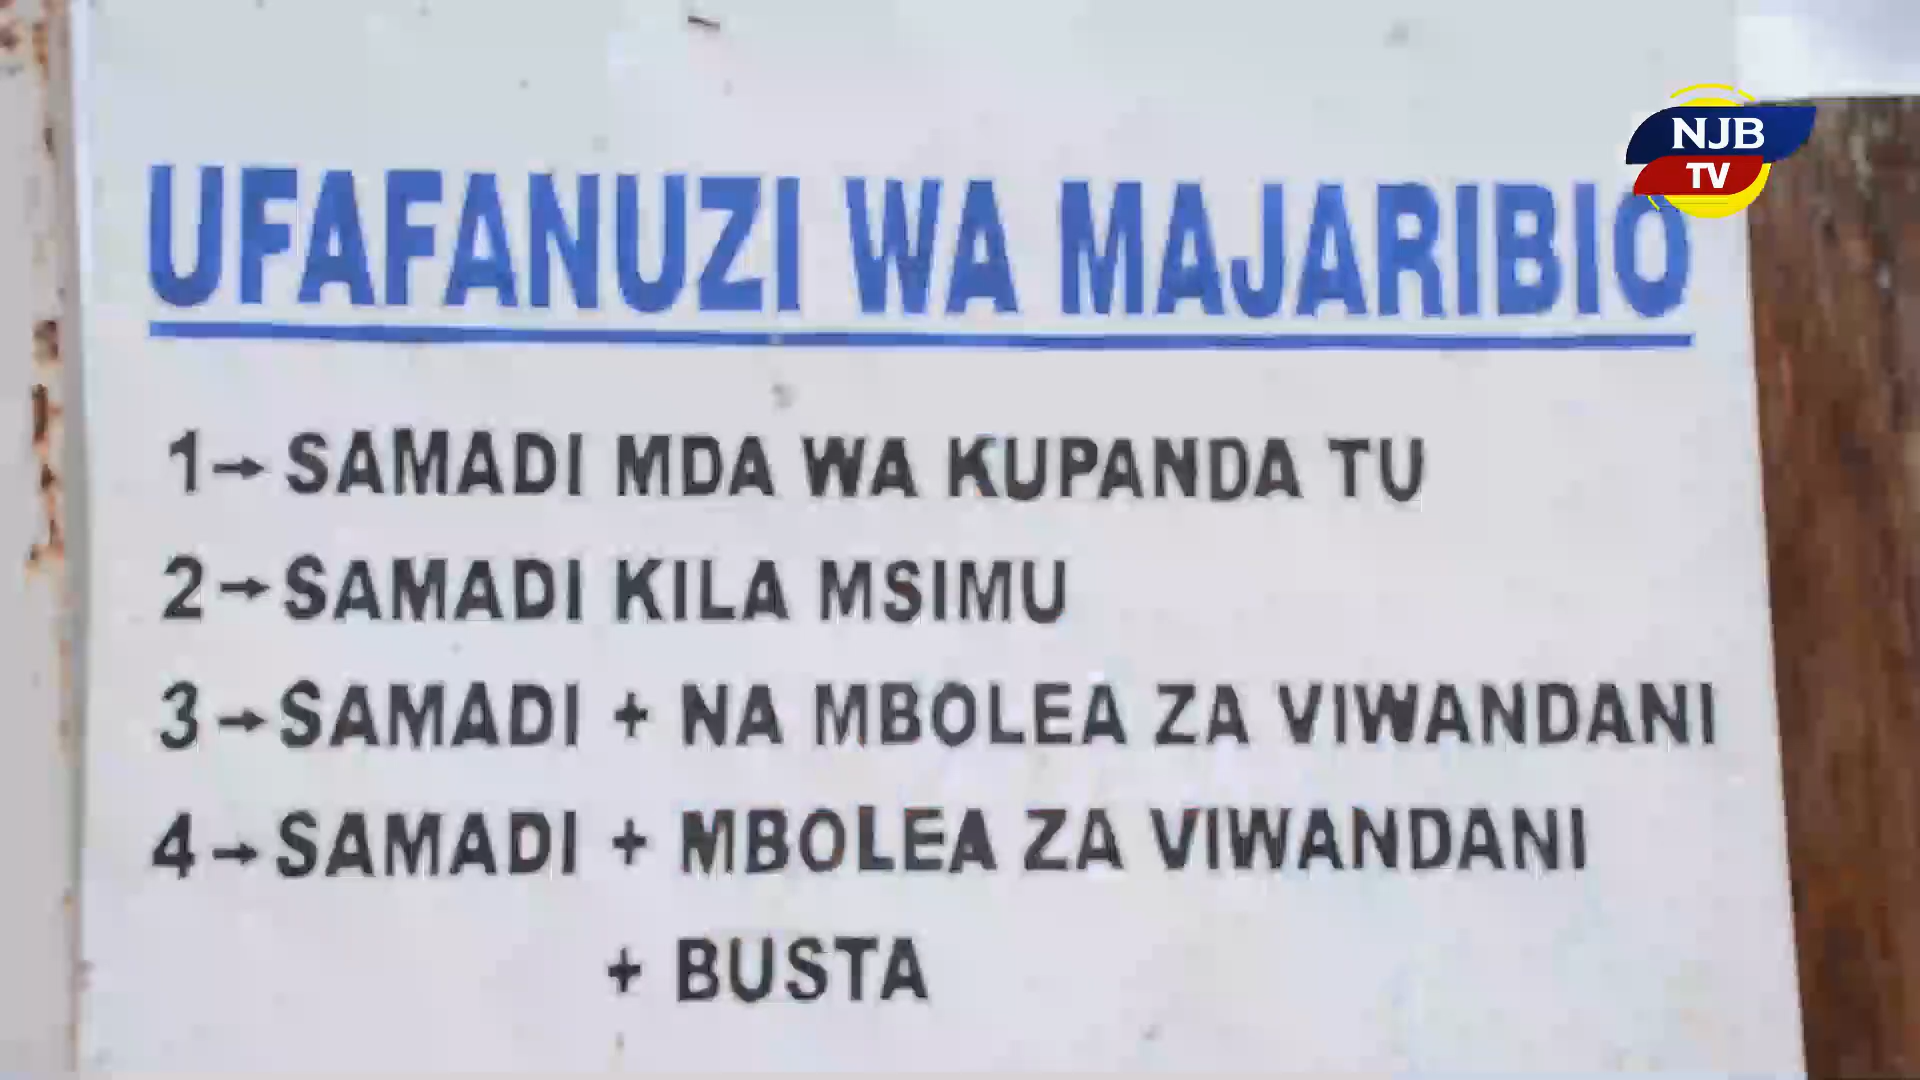 NJB
TV
UFAFANUZI WA MAJARIBIO
1→SAMADI MDA WA KUPANDA TU
2→SAMADI KILA MSIMU
3→SAMADI + NA MBOLEA ZA VIWANDANI
4→SAMADI + MBOLEA ZA VIWANDANI
+ BUSTA